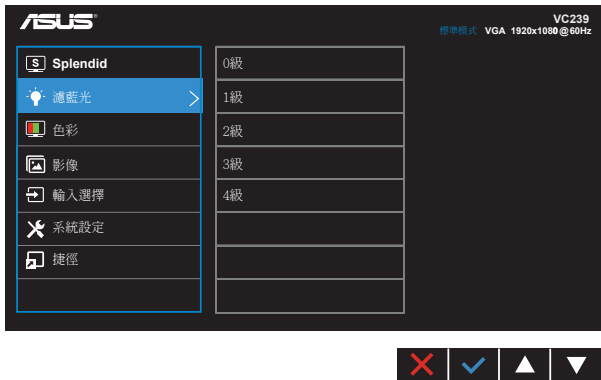 ASUS
VC239
標準模式 VGA 1920x1080@60Hz
S Splendid
濾藍光
色彩
影像
輸入選擇
系統設定
捷徑
0級
1級
2級
3級
4級